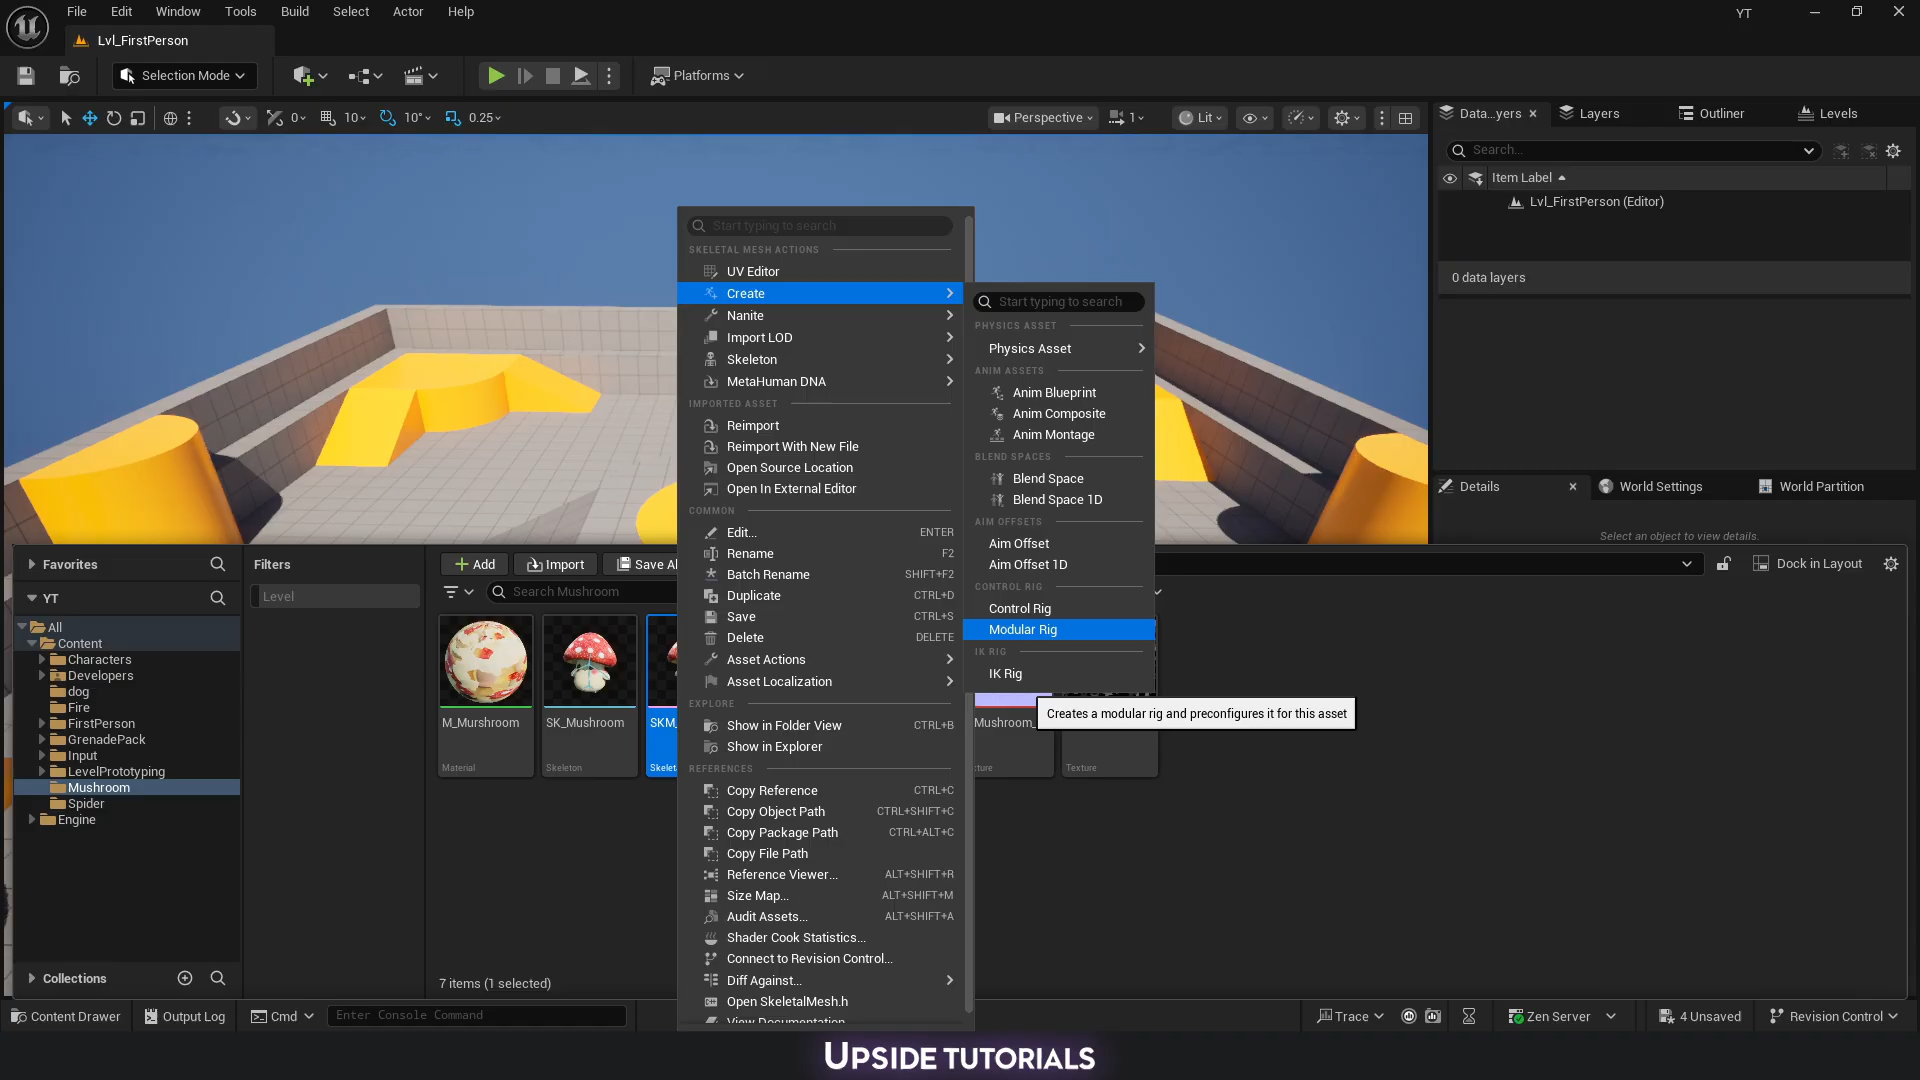 File Edit Window Tools Build Select Actor Help
YT
Lvl_FirstPerson
Selection Mode
Platforms
0 10 10° 0.25
Perspective 1 Lit
Data...yers Layers Outliner Levels
Search...
Item Label
Lvl_FirstPerson (Editor)
0 data layers
Details World Settings World Partition
Select an object to view details.
Start typing to search
SKELETAL MESH ACTIONS
UV Editor
Create
Nanite
Import LOD
Skeleton
MetaHuman DNA
IMPORTED ASSET
Reimport
Reimport With New File
Open Source Location
Open In External Editor
COMMON
Edit... ENTER
Rename F2
Batch Rename SHIFT+F2
Duplicate CTRL+D
Save CTRL+S
Delete DELETE
Asset Actions
Asset Localization
EXPLORE
Show in Folder View CTRL+B
Show in Explorer
REFERENCES
Copy Reference CTRL+C
Copy Object Path CTRL+SHIFT+C
Copy Package Path CTRL+ALT+C
Copy File Path
Reference Viewer... ALT+SHIFT+R
Size Map... ALT+SHIFT+M
Audit Assets... ALT+SHIFT+A
Shader Cook Statistics...
Connect to Revision Control...
Diff Against...
Open SkeletalMesh.h
View Documentation
Start typing to search
PHYSICS ASSET
Physics Asset
ANIM ASSETS
Anim Blueprint
Anim Composite
Anim Montage
BLEND SPACES
Blend Space
Blend Space 1D
AIM OFFSETS
Aim Offset
Aim Offset 1D
CONTROL RIG
Control Rig
Modular Rig
IK RIG
IK Rig
Creates a modular rig and preconfigures it for this asset
Favorites
YT
All
Content
Characters
Developers
dog
Fire
FirstPerson
GrenadePack
Input
LevelPrototyping
Mushroom
Spider
Engine
Collections
Filters
Level
Add Import Save Al
Dock in Layout
Search Mushroom
M_Murshroom
Material
SK_Mushroom
Skeleton
SKM_
Skelet
Mushroom_
ture
Texture
7 items (1 selected)
Content Drawer Output Log Cmd Enter Console Command
Trace Zen Server 4 Unsaved Revision Control
UPSIDE TUTORIALS